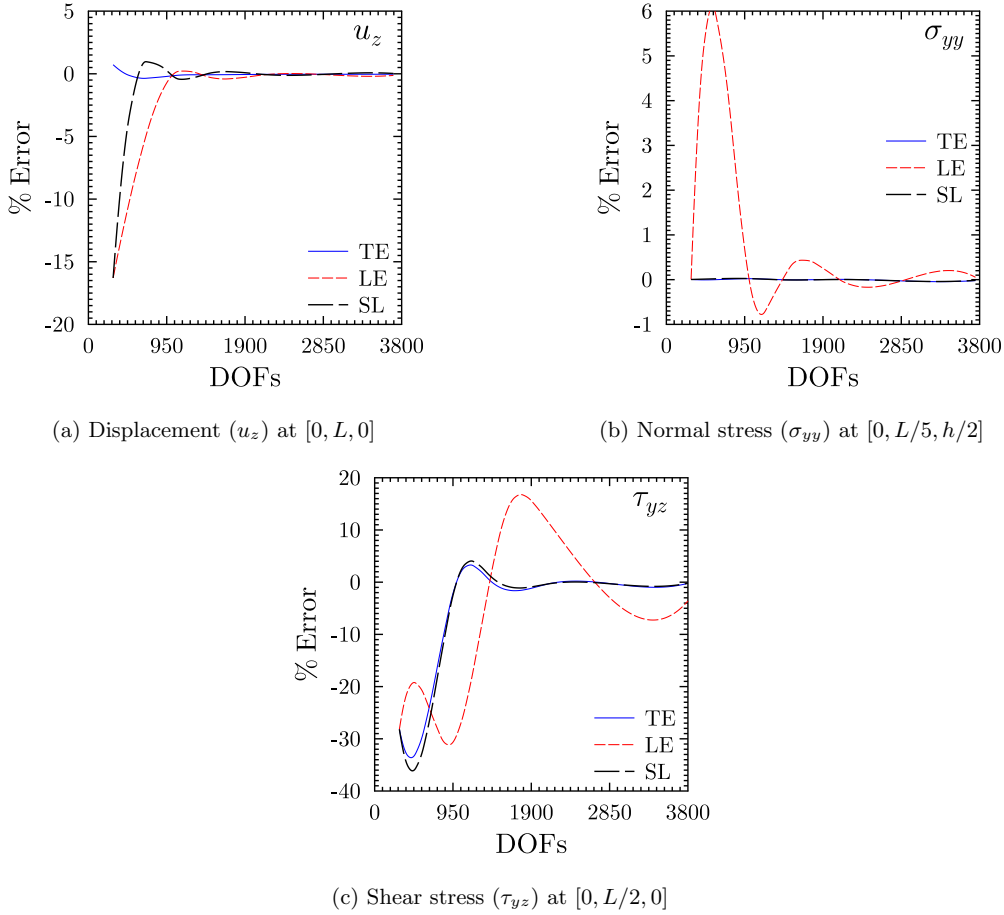 u_z
5
0
-5
-10
-15
-20
% Error
TE
LE
SL
0 950 1900 2850 3800
DOFs
(a) Displacement (u_z) at [0, L, 0]
σ_yy
6
5
4
3
2
1
0
-1
% Error
TE
LE
SL
0 950 1900 2850 3800
DOFs
(b) Normal stress (σ_yy) at [0, L/5, h/2]
τ_yz
20
10
0
-10
-20
-30
-40
% Error
TE
LE
SL
0 950 1900 2850 3800
DOFs
(c) Shear stress (τ_yz) at [0, L/2, 0]